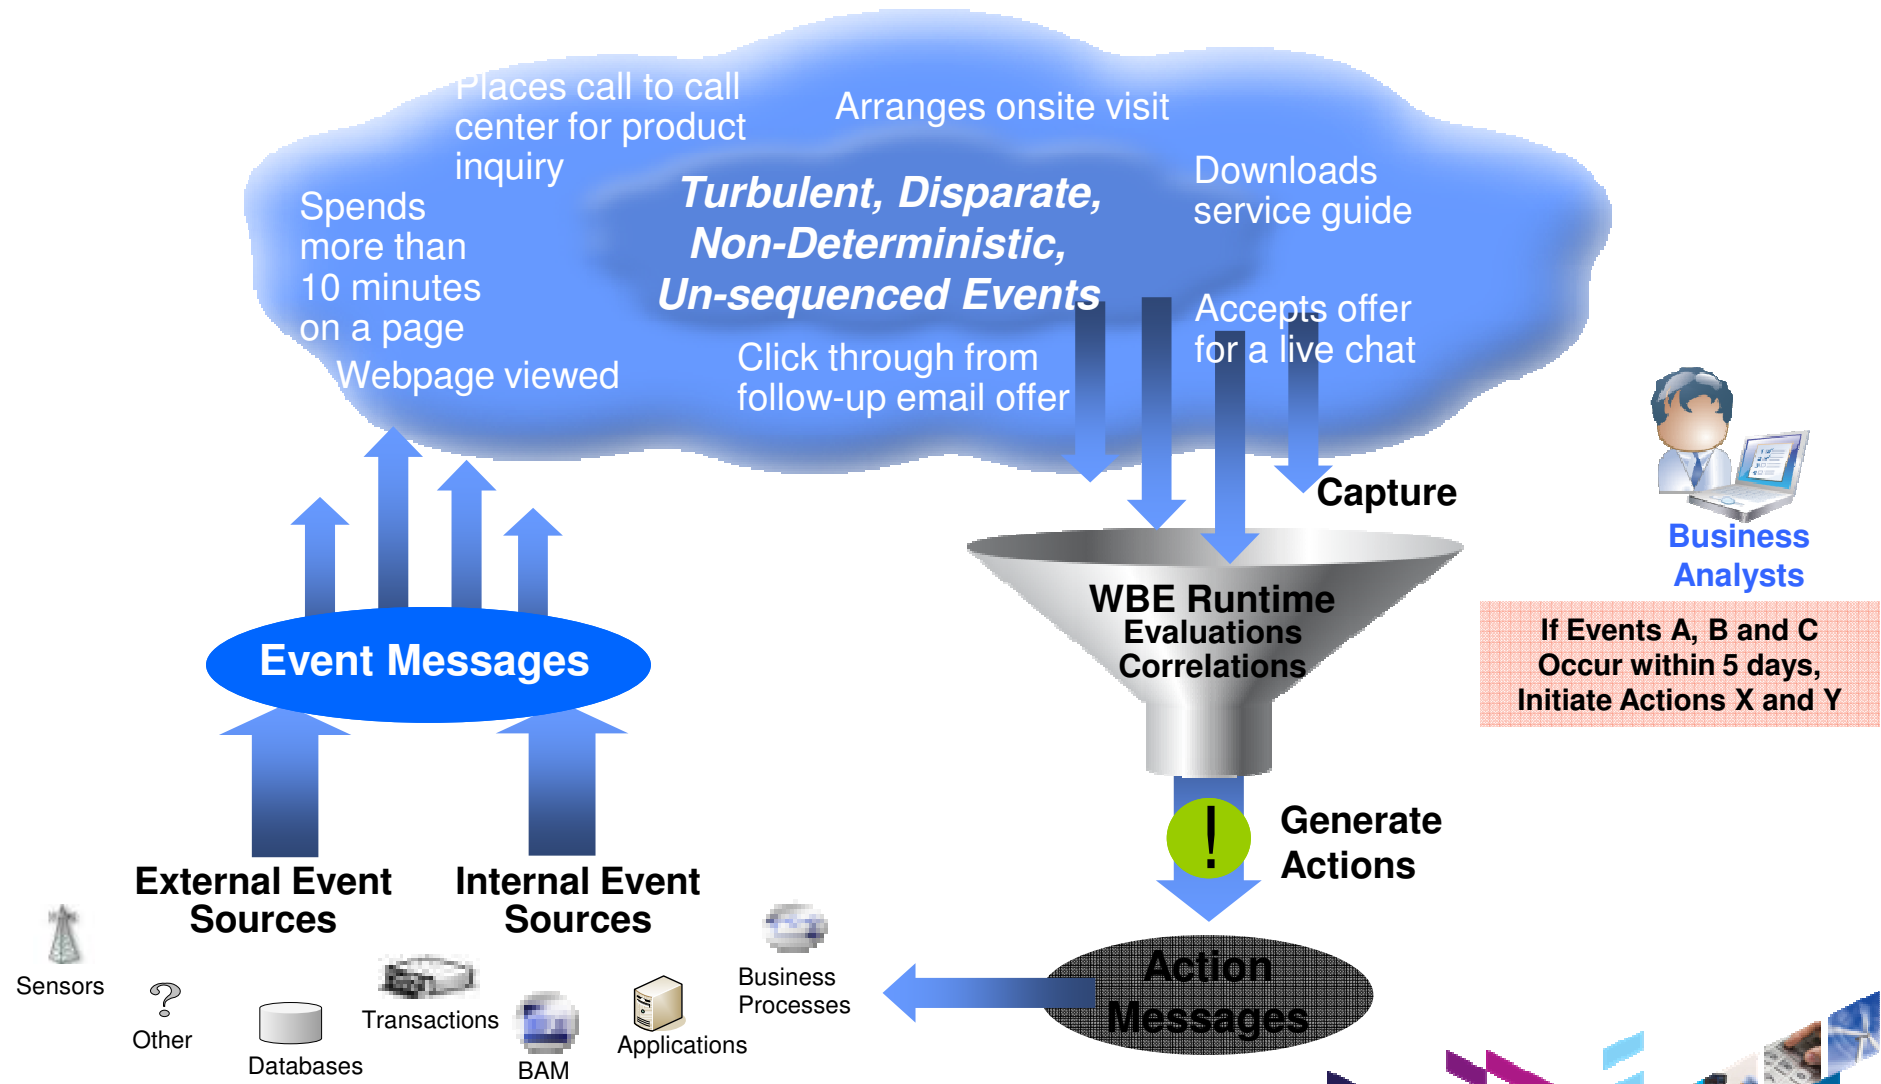 Places call to call
center for product
inquiry
Arranges onsite visit
Downloads
service guide
Spends
more than
10 minutes
on a page
Turbulent, Disparate,
Non-Deterministic,
Un-sequenced Events
Accepts offer
for a live chat
Webpage viewed
Click through from
follow-up email offer
Capture
Business
Analysts
WBE Runtime
Evaluations
Correlations
If Events A, B and C
Occur within 5 days,
Initiate Actions X and Y
Event Messages
!
Generate
Actions
External Event
Sources
Internal Event
Sources
Action
Messages
Sensors
?
Other
Databases
Transactions
BAM
Applications
Business
Processes